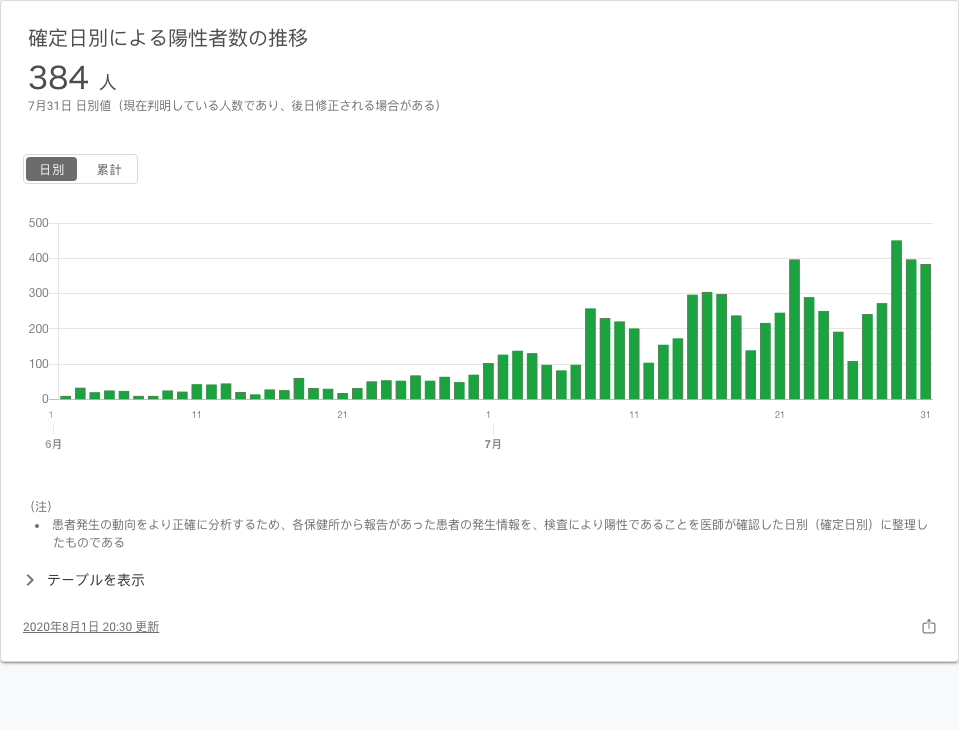 確定日別による陽性者数の推移
384 人
7月31日 日別値（現在判明している人数であり、後日修正される場合がある）
日別 累計
500
400
300
200
100
0
1 11 21 1 11 21 31
6月 7月
（注）
• 患者発生の動向をより正確に分析するため、各保健所から報告があった患者の発生情報を、検査により陽性であることを医師が確認した日別（確定日別）に整理し
たものである
テーブルを表示
2020年8月1日 20:30 更新